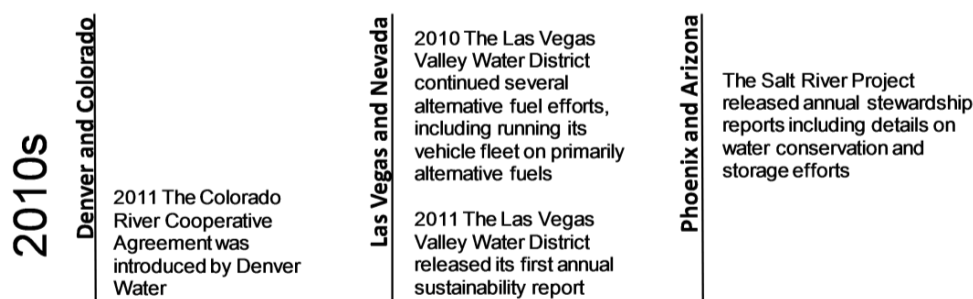 2010s
Denver and Colorado
2011 The Colorado
River Cooperative
Agreement was
introduced by Denver
Water
Las Vegas and Nevada
2010 The Las Vegas
Valley Water District
continued several
alternative fuel efforts,
including running its
vehicle fleet on primarily
alternative fuels
2011 The Las Vegas
Valley Water District
released its first annual
sustainability report
Phoenix and Arizona
The Salt River Project
released annual stewardship
reports including details on
water conservation and
storage efforts